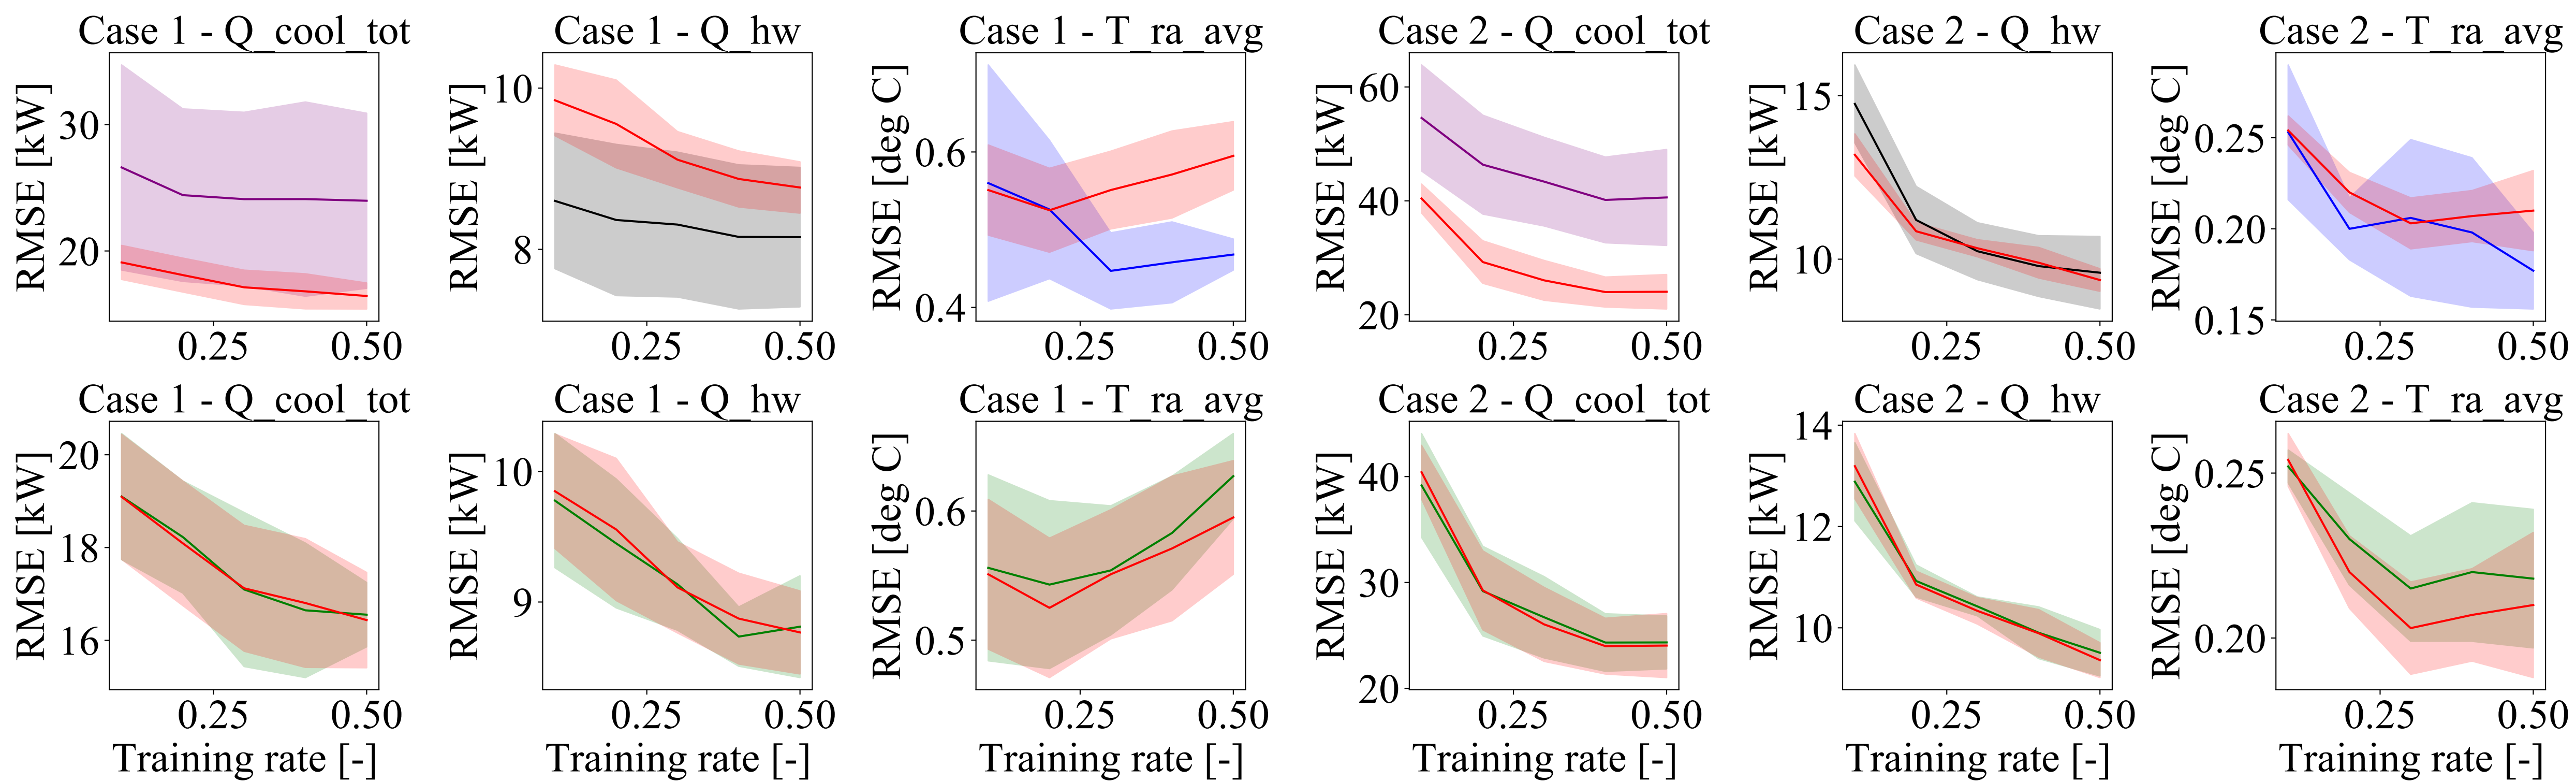 Case 1 - Q_cool_tot
Case 1 - Q_hw
Case 1 - T_ra_avg
Case 2 - Q_cool_tot
Case 2 - Q_hw
Case 2 - T_ra_avg
RMSE [kW]
30
20
0.25
0.50
RMSE [kW]
10
8
0.25
0.50
RMSE [deg C]
0.6
0.4
0.25
0.50
RMSE [kW]
60
40
20
0.25
0.50
RMSE [kW]
15
10
0.25
0.50
RMSE [deg C]
0.25
0.20
0.15
0.25
0.50
Case 1 - Q_cool_tot
Case 1 - Q_hw
Case 1 - T_ra_avg
Case 2 - Q_cool_tot
Case 2 - Q_hw
Case 2 - T_ra_avg
RMSE [kW]
20
18
16
0.25
0.50
Training rate [-]
RMSE [kW]
10
9
0.25
0.50
Training rate [-]
RMSE [deg C]
0.6
0.5
0.25
0.50
Training rate [-]
RMSE [kW]
40
30
20
0.25
0.50
Training rate [-]
RMSE [kW]
14
12
10
0.25
0.50
Training rate [-]
RMSE [deg C]
0.25
0.20
0.25
0.50
Training rate [-]